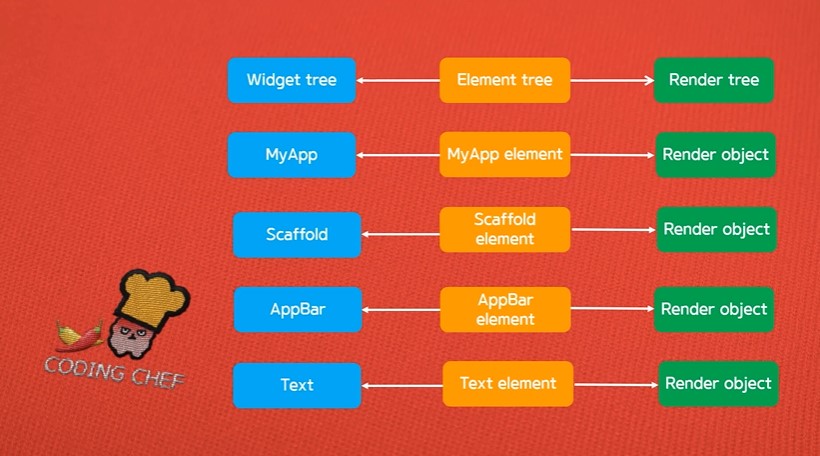 Widget tree
Element tree
Render tree
MyApp
MyApp element
Render object
Scaffold
Scaffold
element
Render object
AppBar
AppBar
element
Render object
Text
Text element
Render object
CODING CHEF